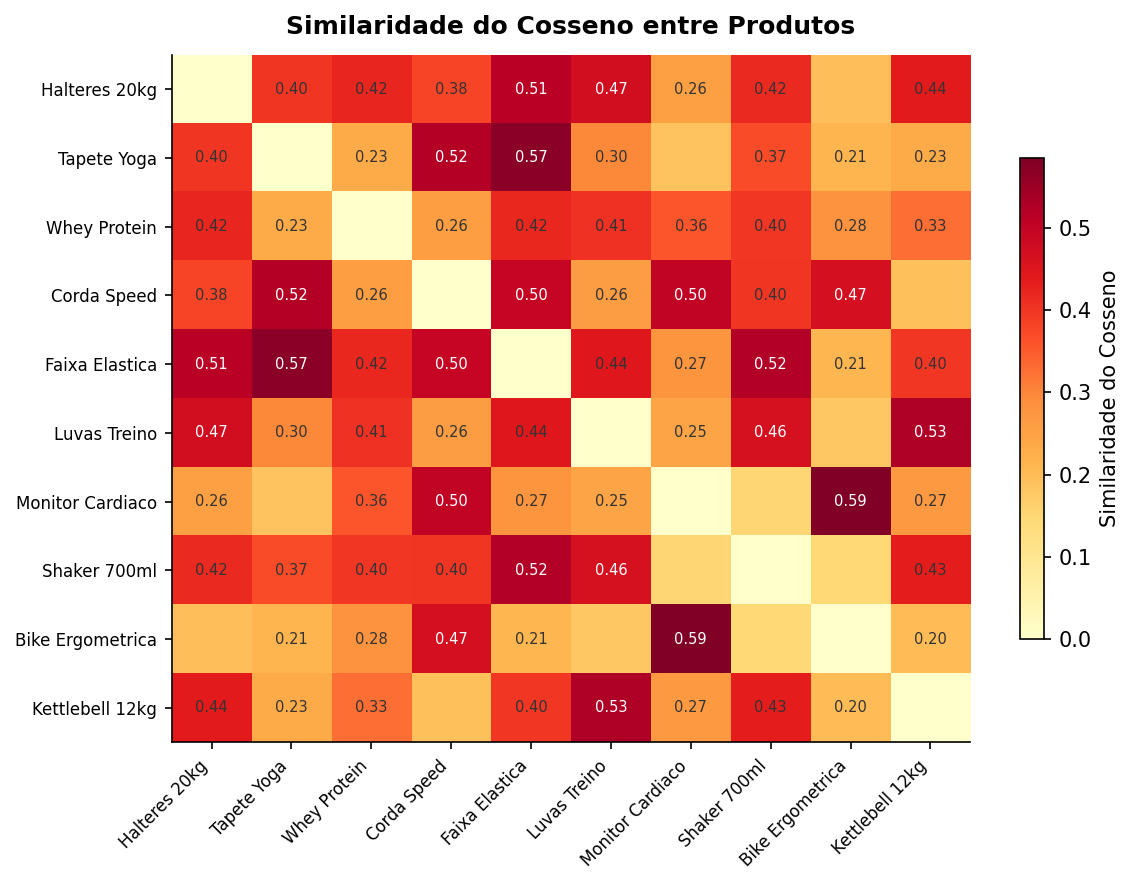 Similaridade do Cosseno entre Produtos
Halteres 20kg 0.40 0.42 0.38 0.51 0.47 0.26 0.42 0.44
Tapete Yoga 0.40 0.23 0.52 0.57 0.30 0.37 0.21 0.23
Whey Protein 0.42 0.23 0.26 0.42 0.41 0.36 0.40 0.28 0.33
Corda Speed 0.38 0.52 0.26 0.50 0.26 0.50 0.40 0.47
Faixa Elastica 0.51 0.57 0.42 0.50 0.44 0.27 0.52 0.21 0.40
Luvas Treino 0.47 0.30 0.41 0.26 0.44 0.25 0.46 0.53
Monitor Cardiaco 0.26 0.36 0.50 0.27 0.25 0.59 0.27
Shaker 700ml 0.42 0.37 0.40 0.40 0.52 0.46 0.43
Bike Ergometrica 0.21 0.28 0.47 0.21 0.59 0.20
Kettlebell 12kg 0.44 0.23 0.33 0.40 0.53 0.27 0.43 0.20
Halteres 20kg
Tapete Yoga
Whey Protein
Corda Speed
Faixa Elastica
Luvas Treino
Monitor Cardiaco
Shaker 700ml
Bike Ergometrica
Kettlebell 12kg
0.5
0.4
0.3
0.2
0.1
0.0
Similaridade do Cosseno